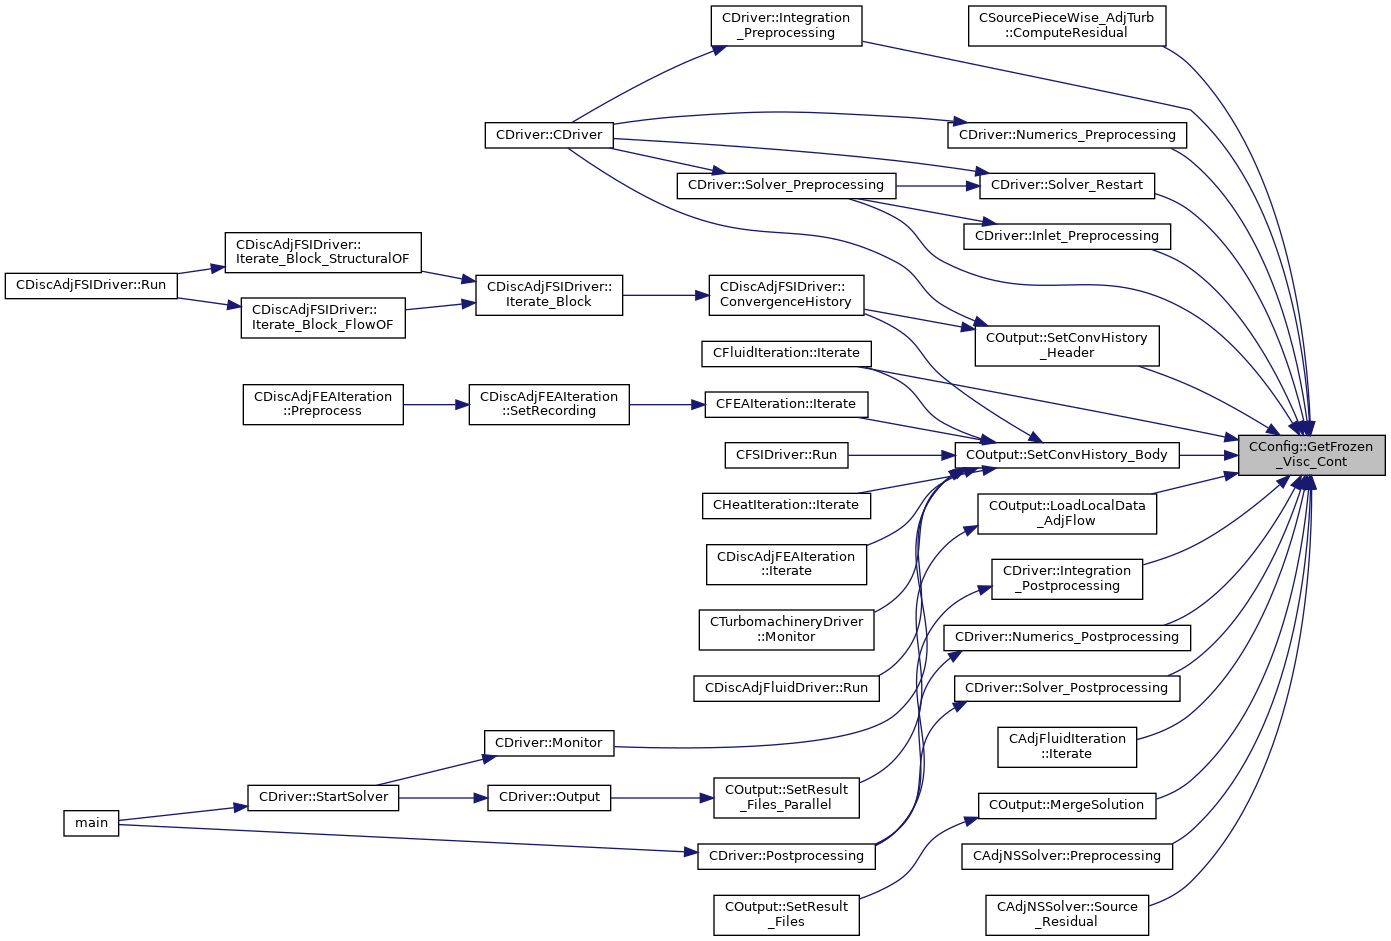 CDriver::Integration
_Preprocessing
CSourcePieceWise_AdjTurb
::ComputeResidual
CDriver::CDriver
CDriver::Numerics_Preprocessing
CDriver::Solver_Preprocessing
CDriver::Solver_Restart
CDriver::Inlet_Preprocessing
CDiscAdjFSIDriver::
Iterate_Block_StructuralOF
CDiscAdjFSIDriver::Run
CDiscAdjFSIDriver::
Iterate_Block_FlowOF
CDiscAdjFSIDriver::
Iterate_Block
CDiscAdjFSIDriver::
ConvergenceHistory
COutput::SetConvHistory
_Header
CFluidIteration::Iterate
CDiscAdjFEAIteration
::Preprocess
CDiscAdjFEAIteration
::SetRecording
CFEAIteration::Iterate
CFSIDriver::Run
COutput::SetConvHistory_Body
CConfig::GetFrozen
_Visc_Cont
CHeatIteration::Iterate
COutput::LoadLocalData
_AdjFlow
CDiscAdjFEAIteration
::Iterate
CDriver::Integration
_Postprocessing
CTurbomachineryDriver
::Monitor
CDriver::Numerics_Postprocessing
CDiscAdjFluidDriver::Run
CDriver::Solver_Postprocessing
CDriver::Monitor
CAdjFluidIteration
::Iterate
CDriver::StartSolver
CDriver::Output
COutput::SetResult
_Files_Parallel
COutput::MergeSolution
main
CDriver::Postprocessing
CAdjNSSolver::Preprocessing
COutput::SetResult
_Files
CAdjNSSolver::Source
_Residual